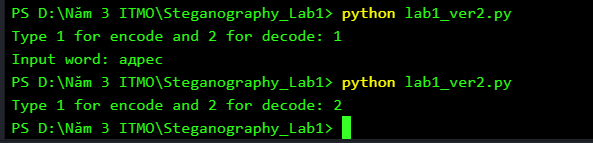 PS D:\Năm 3 ITMO\Steganography_Lab1> python lab1_ver2.py
Type 1 for encode and 2 for decode: 1
Input word: адрес
PS D:\Năm 3 ITMO\Steganography_Lab1> python lab1_ver2.py
Type 1 for encode and 2 for decode: 2
PS D:\Năm 3 ITMO\Steganography_Lab1>